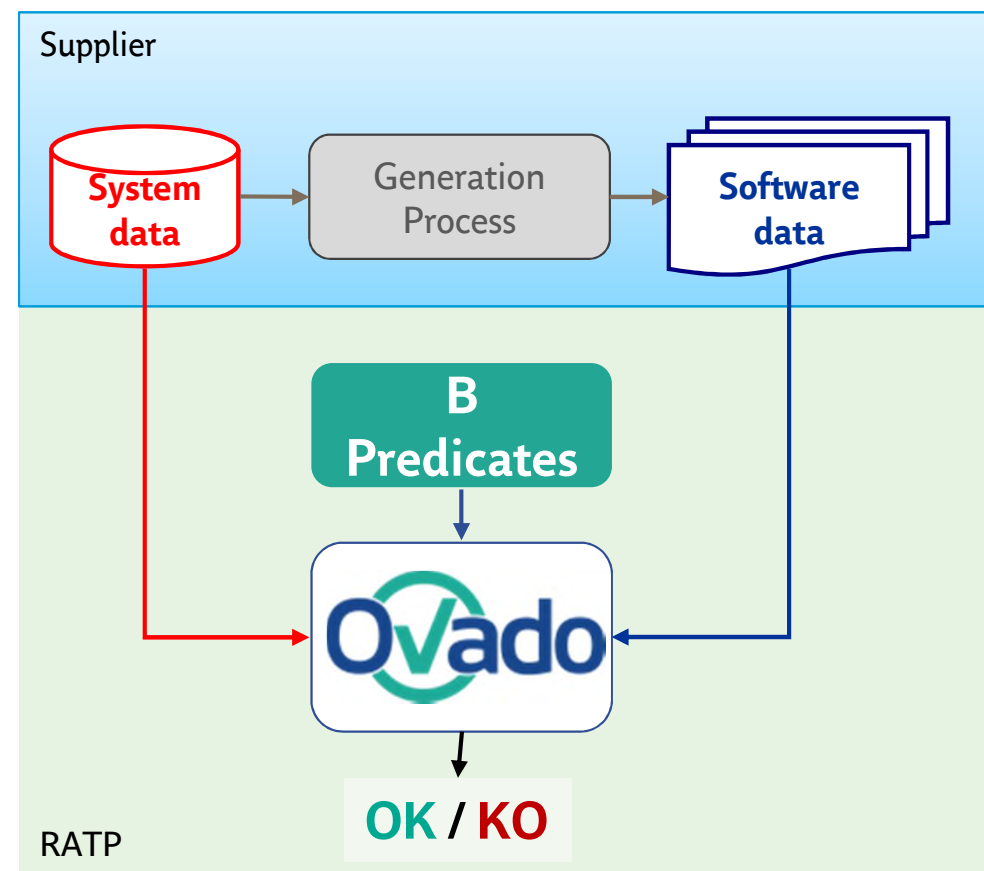 Supplier
System
data
Generation
Process
Software
data
B
Predicates
Ovado
OK / KO
RATP